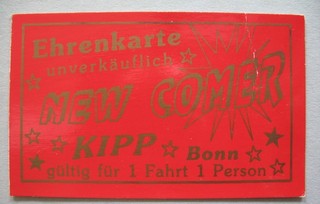 Ehrenkarte
unverkäuflich
NEW COMER
KIPP Bonn
gültig für 1 Fahrt 1 Person